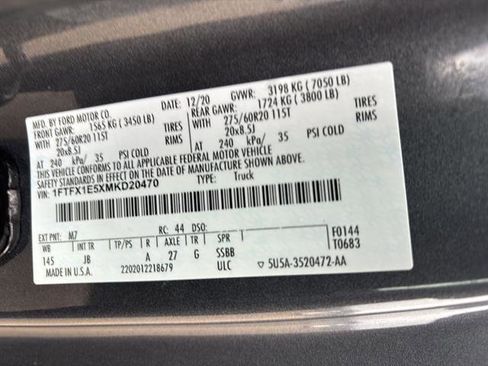 MFD. BY FORD MOTOR CO.
12/20 GVWR: 3198 KG ( 7050 LB)
FRONT GAWR: 1565 KG ( 3450 LB) REAR GAWR: 1724 KG ( 3800 LB)
WITH 275/60R20 115T TIRES WITH 275/60R20 115T TIRES
20x8.5J RIMS 20x8.5J RIMS
AT 240 kPa/ 35 PSI COLD AT 240 kPa/ 35 PSI COLD
THIS VEHICLE CONFORMS TO ALL APPLICABLE FEDERAL MOTOR VEHICLE
SAFETY STANDARDS IN EFFECT ON THE DATE OF MANUFACTURE SHOWN ABOVE.
VIN: 1FTFX1E5XMKD20470 TYPE: Truck
EXT PNT: M7 RC: 44 DSO: F0144
WB INT TR TP/PS R AXLE TR SPR T0683
145 JB A 27 G SSBB
MADE IN U.S.A. 2202012218679 ULC 5U5A-3520472-AA